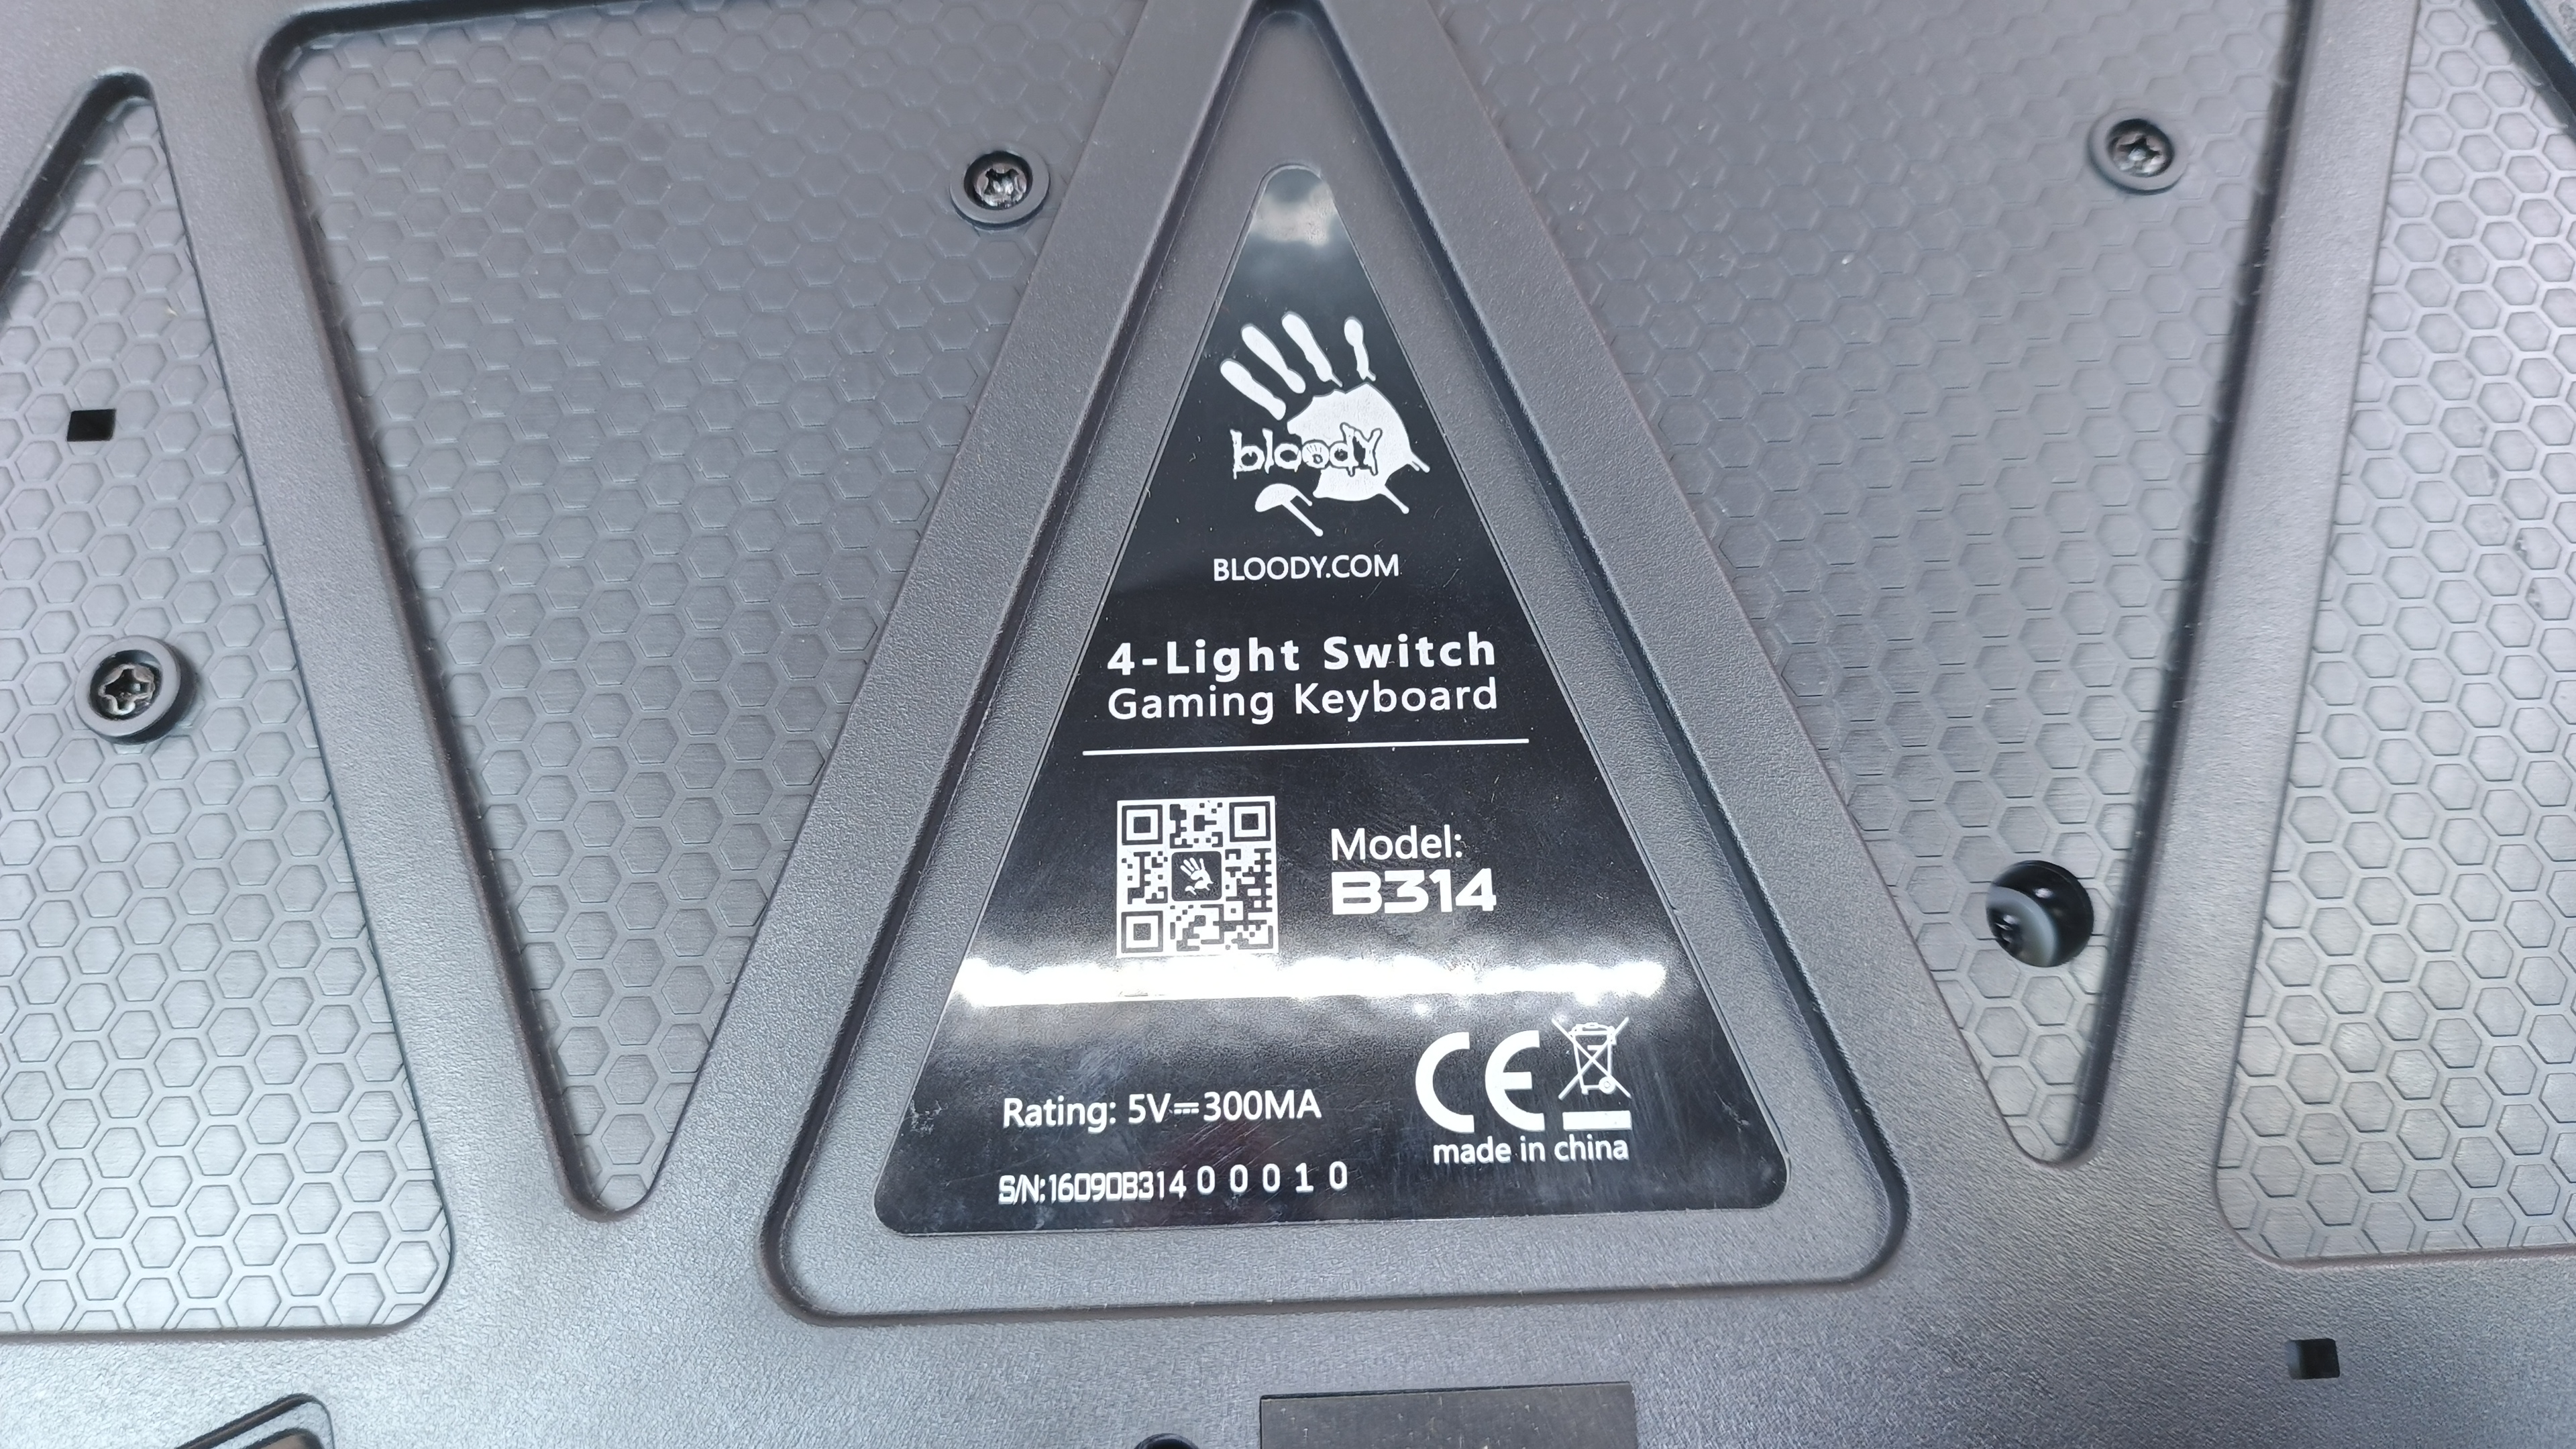 bloody
BLOODY.COM
4-Light Switch
Gaming Keyboard
Model:
B314
Rating: 5V⎓300MA
CE
made in china
S/N:16090B314 0 0 0 1 0